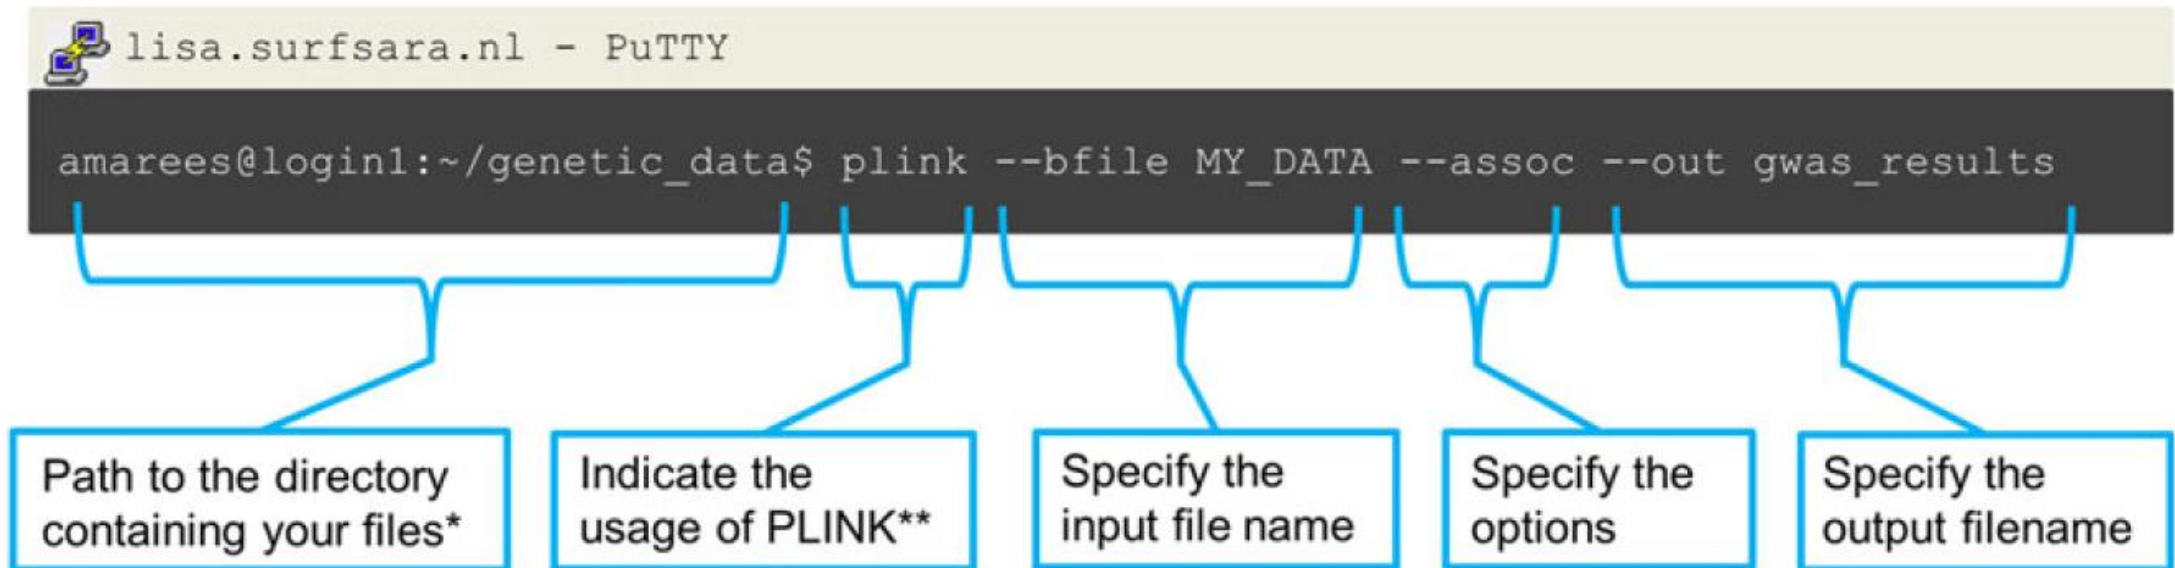 lisa.surfsara.nl - PuTTY
amarees@login1:~/genetic_data$ plink --bfile MY_DATA --assoc --out gwas_results
Path to the directory
containing your files*
Indicate the
usage of PLINK**
Specify the
input file name
Specify the
options
Specify the
output filename